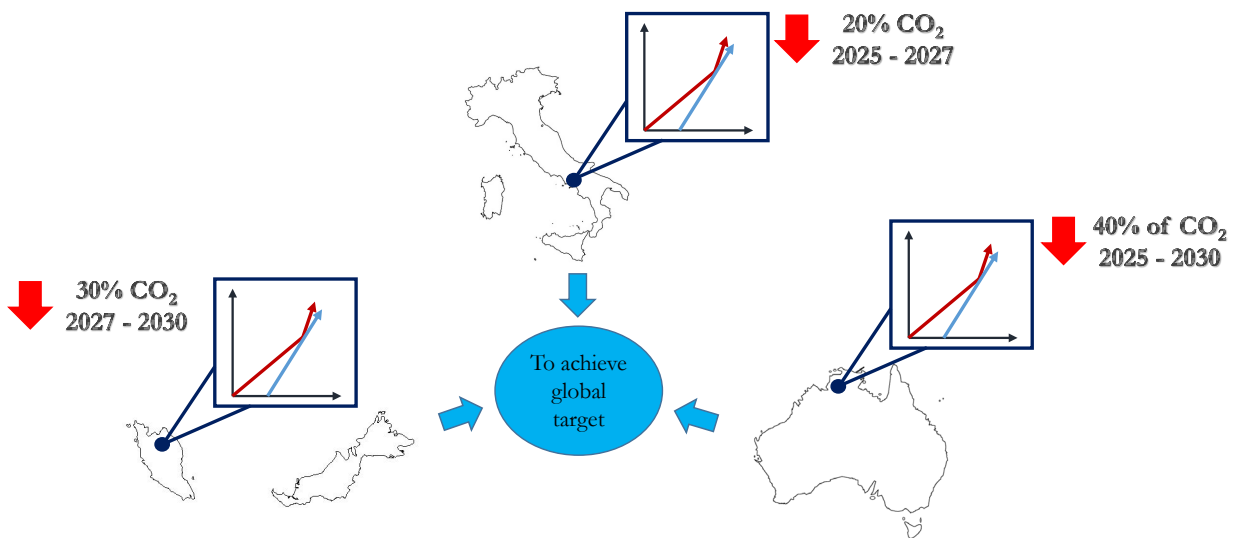 20% CO₂
2025 - 2027
40% of CO₂
2025 - 2030
30% CO₂
2027 - 2030
To achieve
global
target